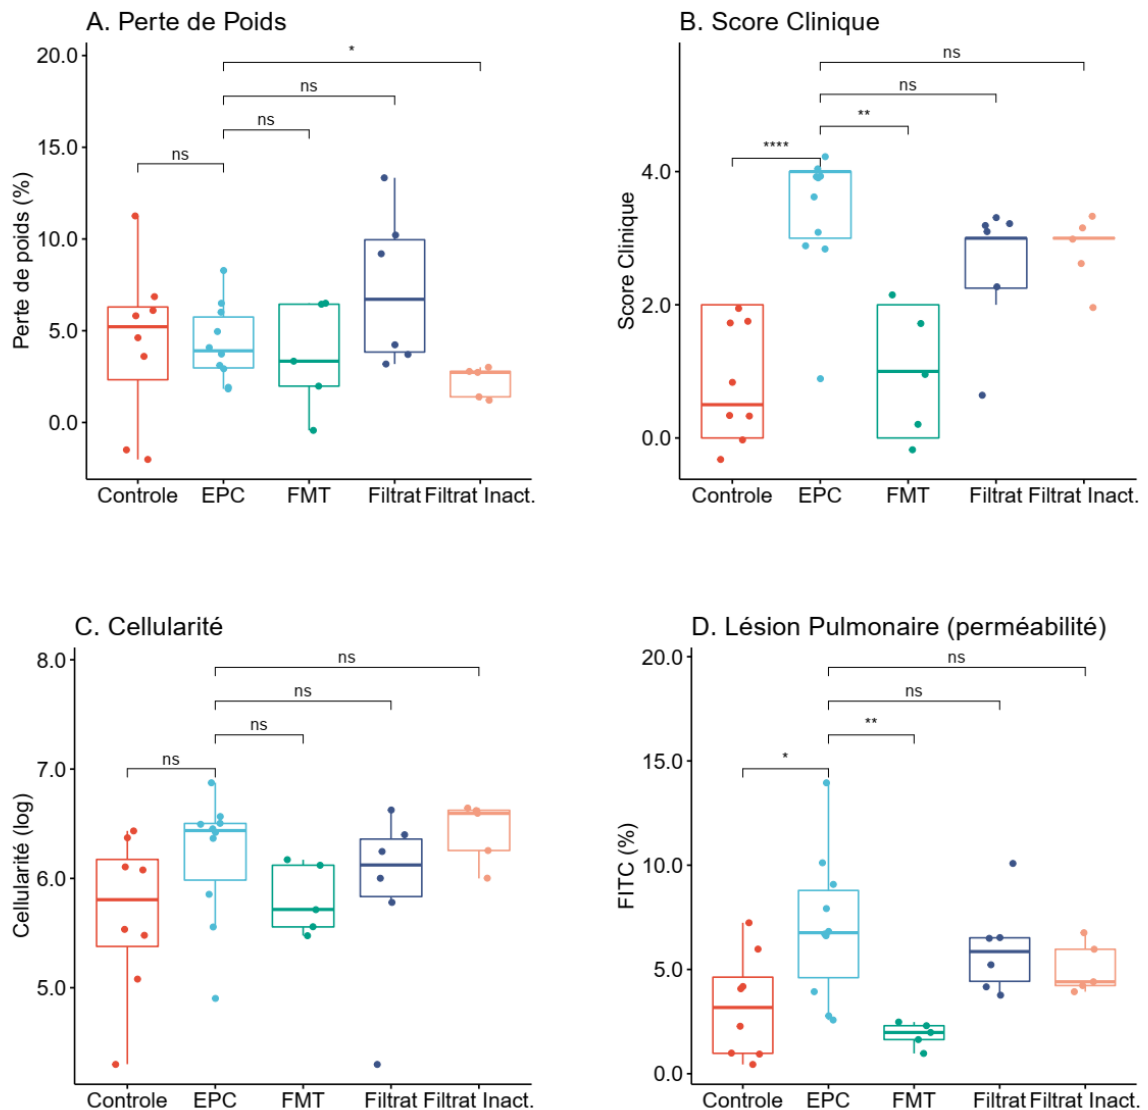 A. Perte de Poids
20.0
15.0
10.0
5.0
0.0
Perte de poids (%)
*
ns
ns
ns
Controle EPC FMT Filtrat Filtrat Inact.
B. Score Clinique
4.0
2.0
0.0
Score Clinique
ns
ns
**
****
Controle EPC FMT Filtrat Filtrat Inact.
C. Cellularité
8.0
7.0
6.0
5.0
Cellularité (log)
ns
ns
ns
ns
Controle EPC FMT Filtrat Filtrat Inact.
D. Lésion Pulmonaire (perméabilité)
20.0
15.0
10.0
5.0
0.0
FITC (%)
ns
ns
**
*
Controle EPC FMT Filtrat Filtrat Inact.